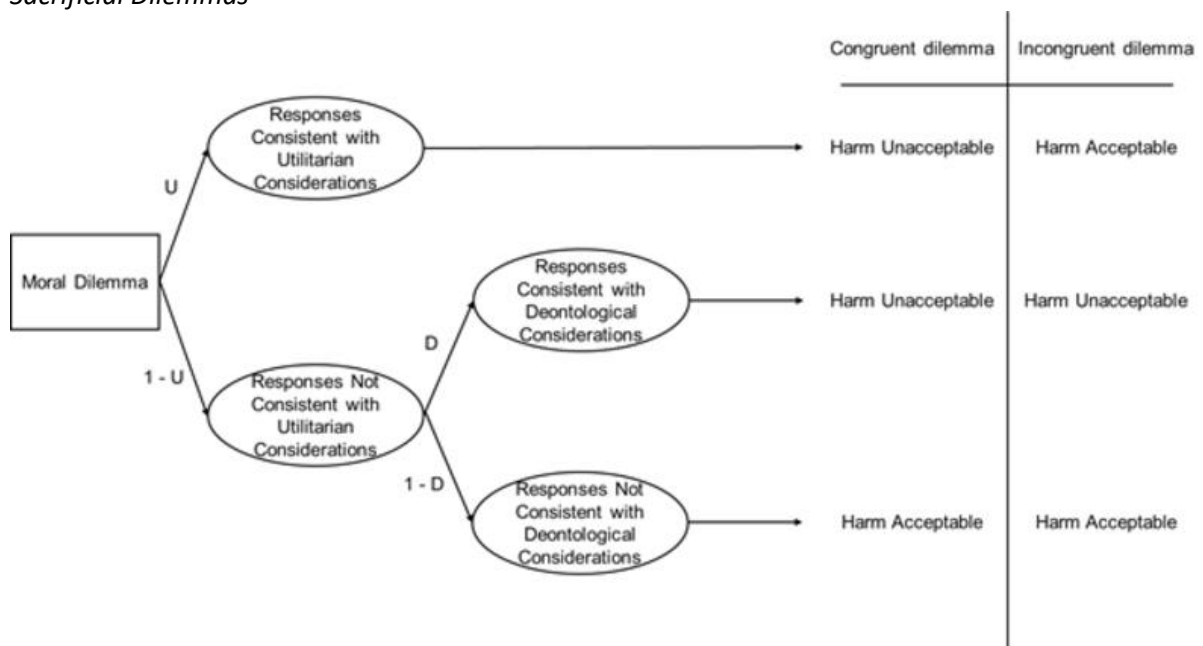 Sacrificial Dilemmas
Congruent dilemma
Incongruent dilemma
Responses
Consistent with
Utilitarian
Considerations
Harm Unacceptable
Harm Acceptable
U
Moral Dilemma
Responses
Consistent with
Deontological
Considerations
Harm Unacceptable
Harm Unacceptable
D
1 - U
Responses Not
Consistent with
Utilitarian
Considerations
1 - D
Responses Not
Consistent with
Deontological
Considerations
Harm Acceptable
Harm Acceptable